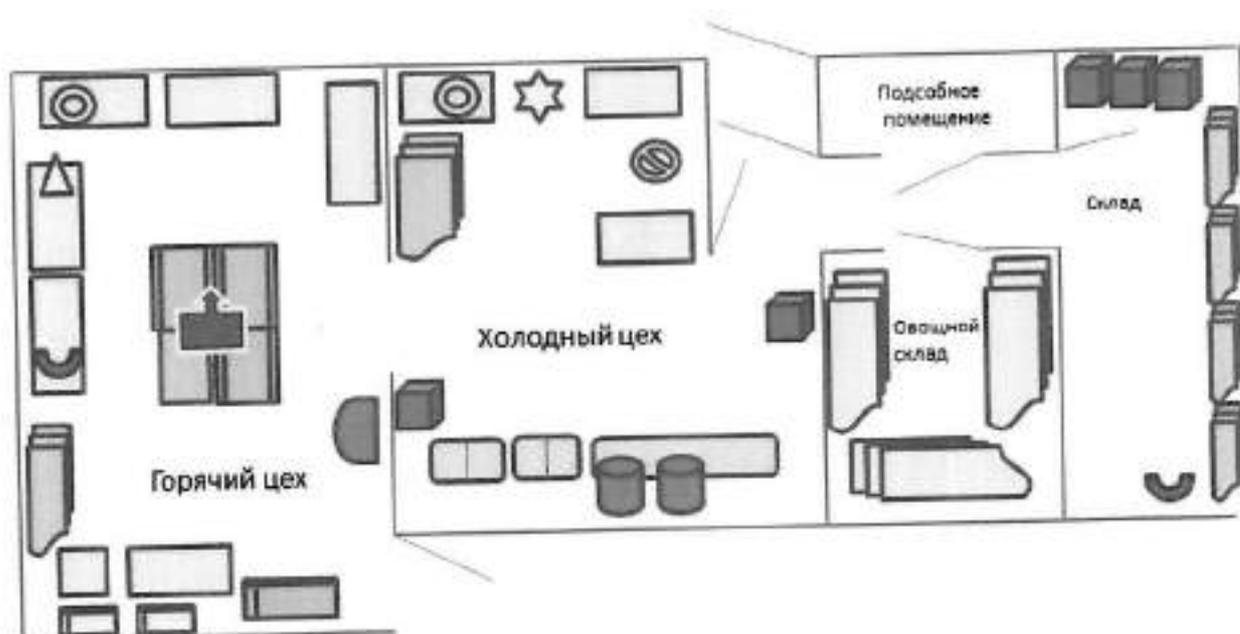 Подсобное
помещение
Склад
Холодный цех
Овощной
склад
Горячий цех